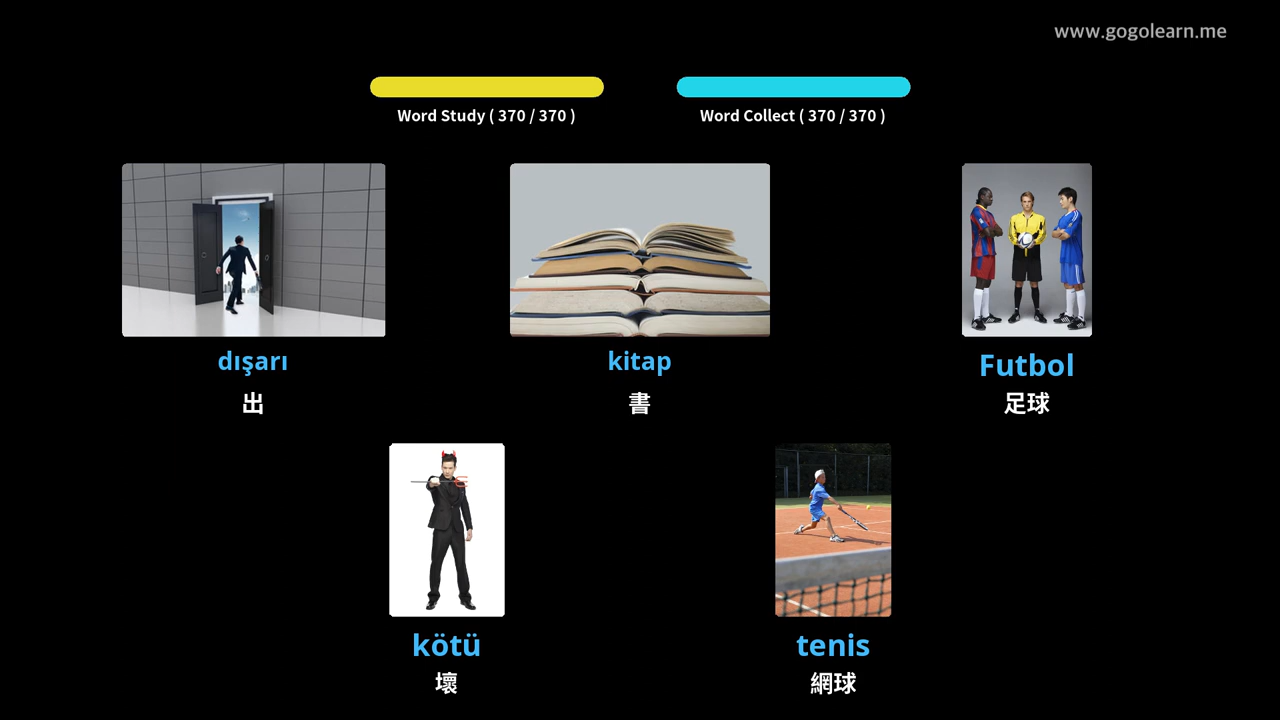 www.gogolearn.me
Word Study ( 370 / 370 )
Word Collect ( 370 / 370 )
dışarı
出
kitap
書
Futbol
足球
kötü
壞
tenis
網球